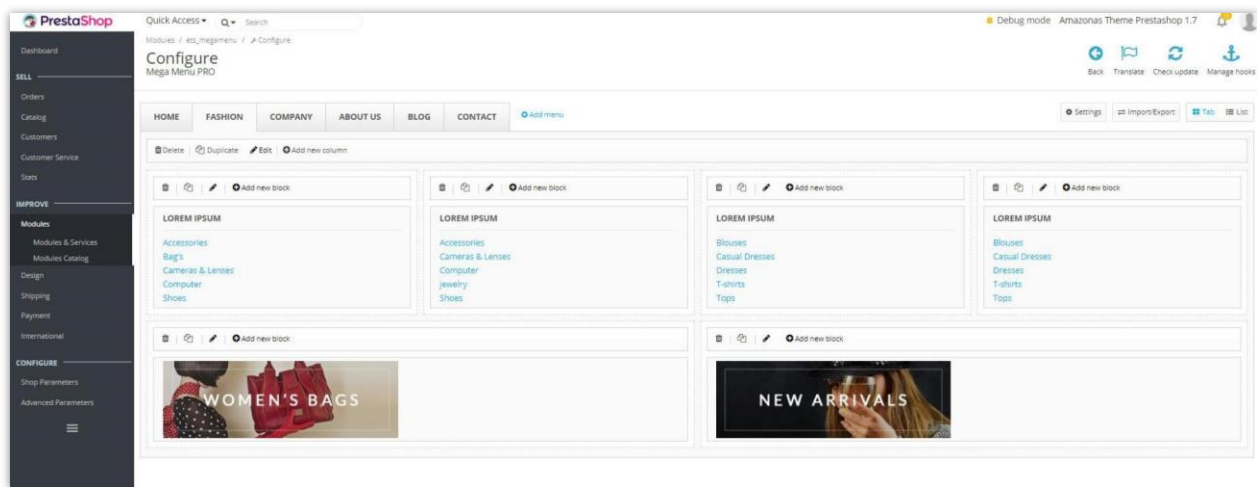 PrestaShop
Quick Access
Search
Debug mode Amazonas Theme Prestashop 1.7
Modules / ets_megamenu / Configure
Configure
Mega Menu PRO
Back Translate Check update Manage hooks
Dashboard
SELL
Orders
Catalog
Customers
Customer Service
Stats
IMPROVE
Modules
Modules & Services
Modules Catalog
Design
Shipping
Payment
International
CONFIGURE
Shop Parameters
Advanced Parameters
HOME FASHION COMPANY ABOUT US BLOG CONTACT Add menu
Settings Import/Export Tab List
Delete Duplicate Edit Add new column
Add new block
LOREM IPSUM
Accessories
Bag's
Cameras & Lenses
Computer
Shoes
Add new block
LOREM IPSUM
Accessories
Cameras & Lenses
Computer
jewelry
Shoes
Add new block
LOREM IPSUM
Blouses
Casual Dresses
Dresses
T-shirts
Tops
Add new block
LOREM IPSUM
Blouses
Casual Dresses
Dresses
T-shirts
Tops
Add new block
WOMEN'S BAGS
Add new block
NEW ARRIVALS